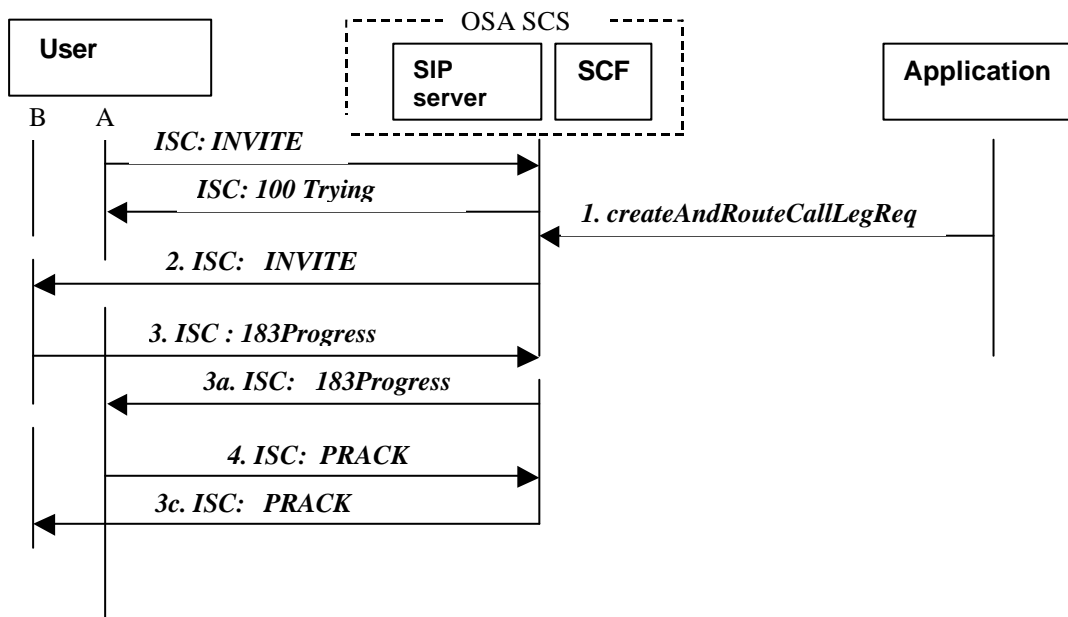 OSA SCS
User
SIP
server
SCF
Application
B A
ISC: INVITE
ISC: 100 Trying
1. createAndRouteCallLegReq
2. ISC: INVITE
3. ISC : 183Progress
3a. ISC: 183Progress
4. ISC: PRACK
3c. ISC: PRACK